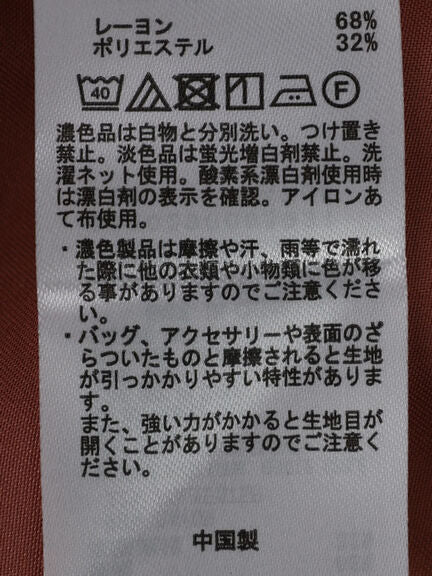 レーヨン 68%
ポリエステル 32%
40 F
濃色品は白物と分別洗い。つけ置き
禁止。淡色品は蛍光増白剤禁止。洗
濯ネット使用。酸素系漂白剤使用時
は漂白剤の表示を確認。アイロンあ
て布使用。
・濃色製品は摩擦や汗、雨等で濡れ
た際に他の衣類や小物類に色が移
る事がありますのでご注意くださ
い。
・バッグ、アクセサリーや表面のざ
らついたものと摩擦されると生地
が引っかかりやすい特性がありま
す。
また、強い力がかかると生地目が
開くことがありますのでご注意く
ださい。
中国製